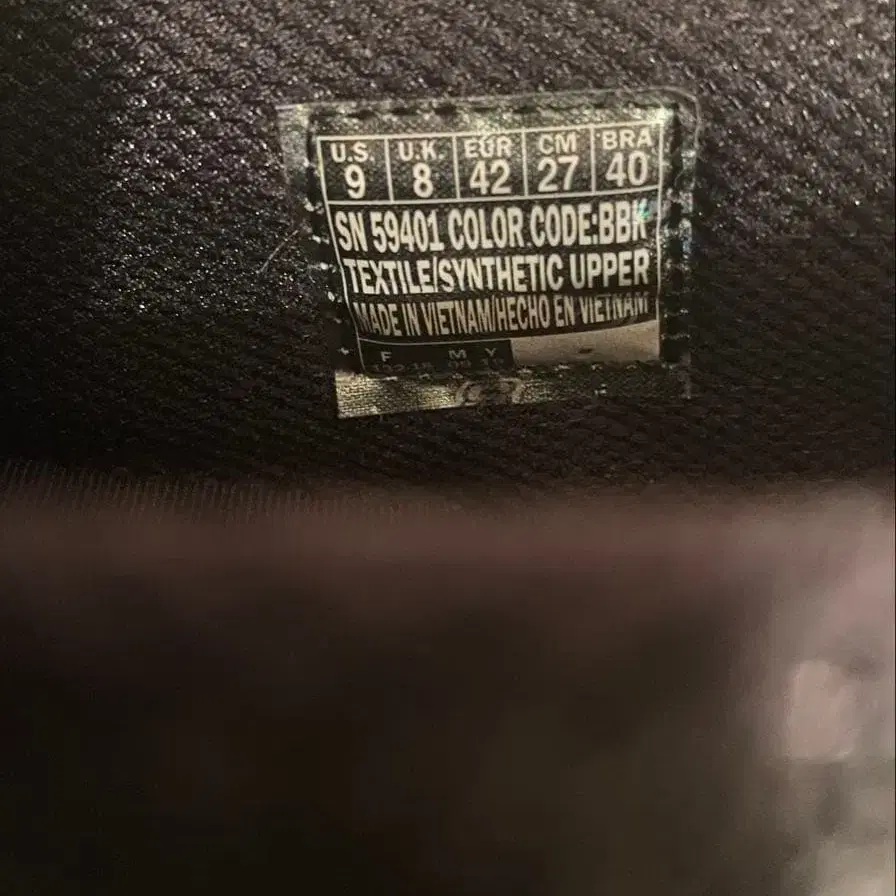 U.S. U.K. EUR CM BRA
9 8 42 27 40
SN 59401 COLOR CODE:BBK
TEXTILE/SYNTHETIC UPPER
MADE IN VIETNAM/HECHO EN VIETNAM
F M Y